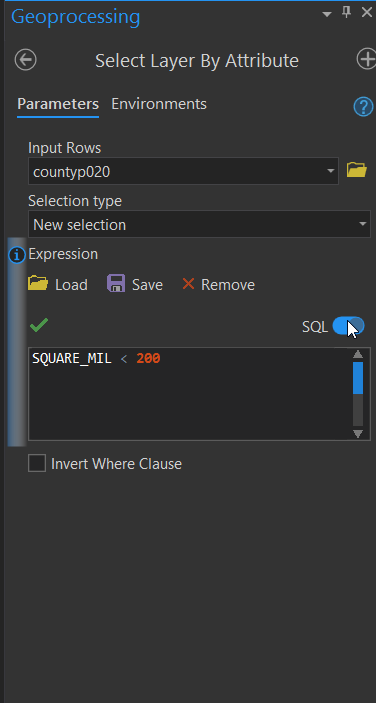 Geoprocessing
Select Layer By Attribute
Parameters Environments
Input Rows
countyp020
Selection type
New selection
Expression
Load Save Remove
SQL
SQUARE_MIL < 200
Invert Where Clause